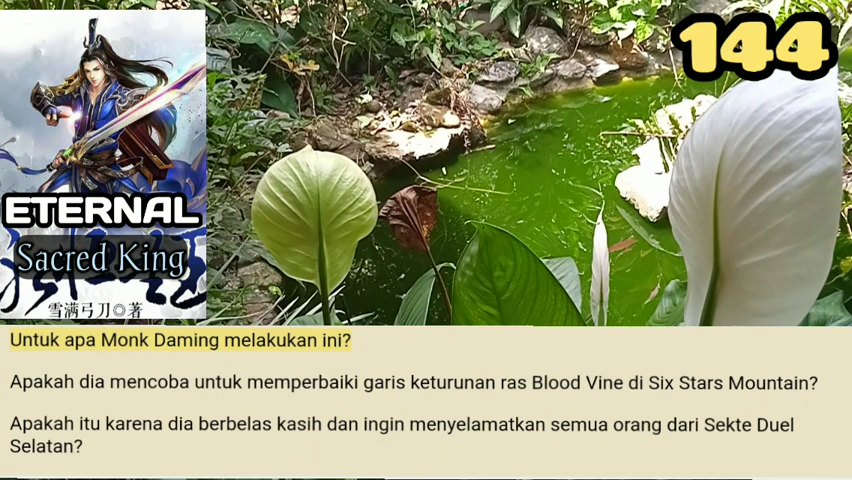 144
ETERNAL
Sacred King
雪满弓刀◎著
Untuk apa Monk Daming melakukan ini?
Apakah dia mencoba untuk memperbaiki garis keturunan ras Blood Vine di Six Stars Mountain?
Apakah itu karena dia berbelas kasih dan ingin menyelamatkan semua orang dari Sekte Duel
Selatan?